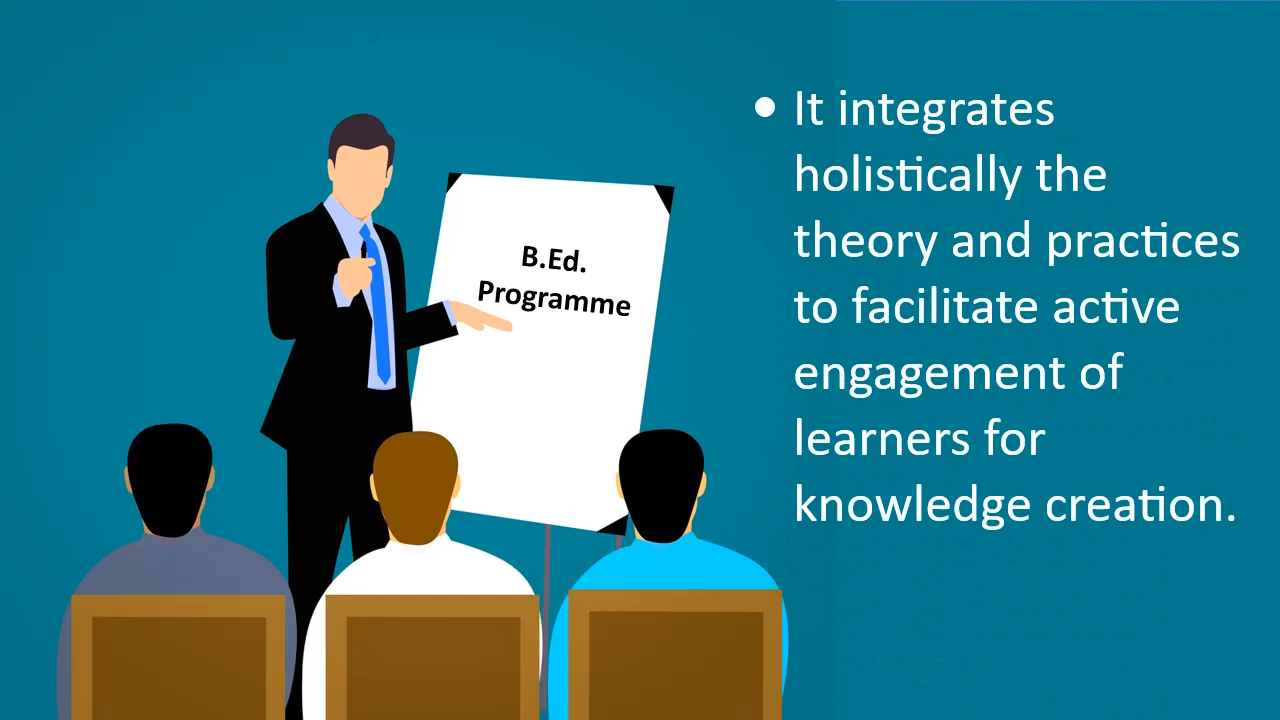 B.Ed.
Programme
• It integrates
holistically the
theory and practices
to facilitate active
engagement of
learners for
knowledge creation.